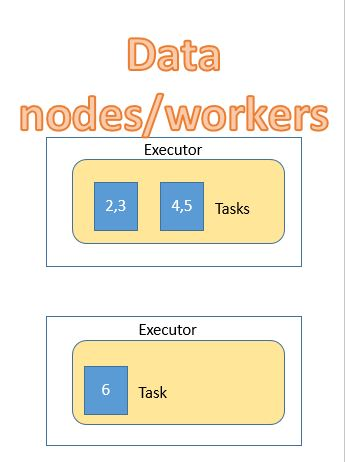 Data
nodes/workers
Executor
2,3 4,5 Tasks
Executor
6 Task